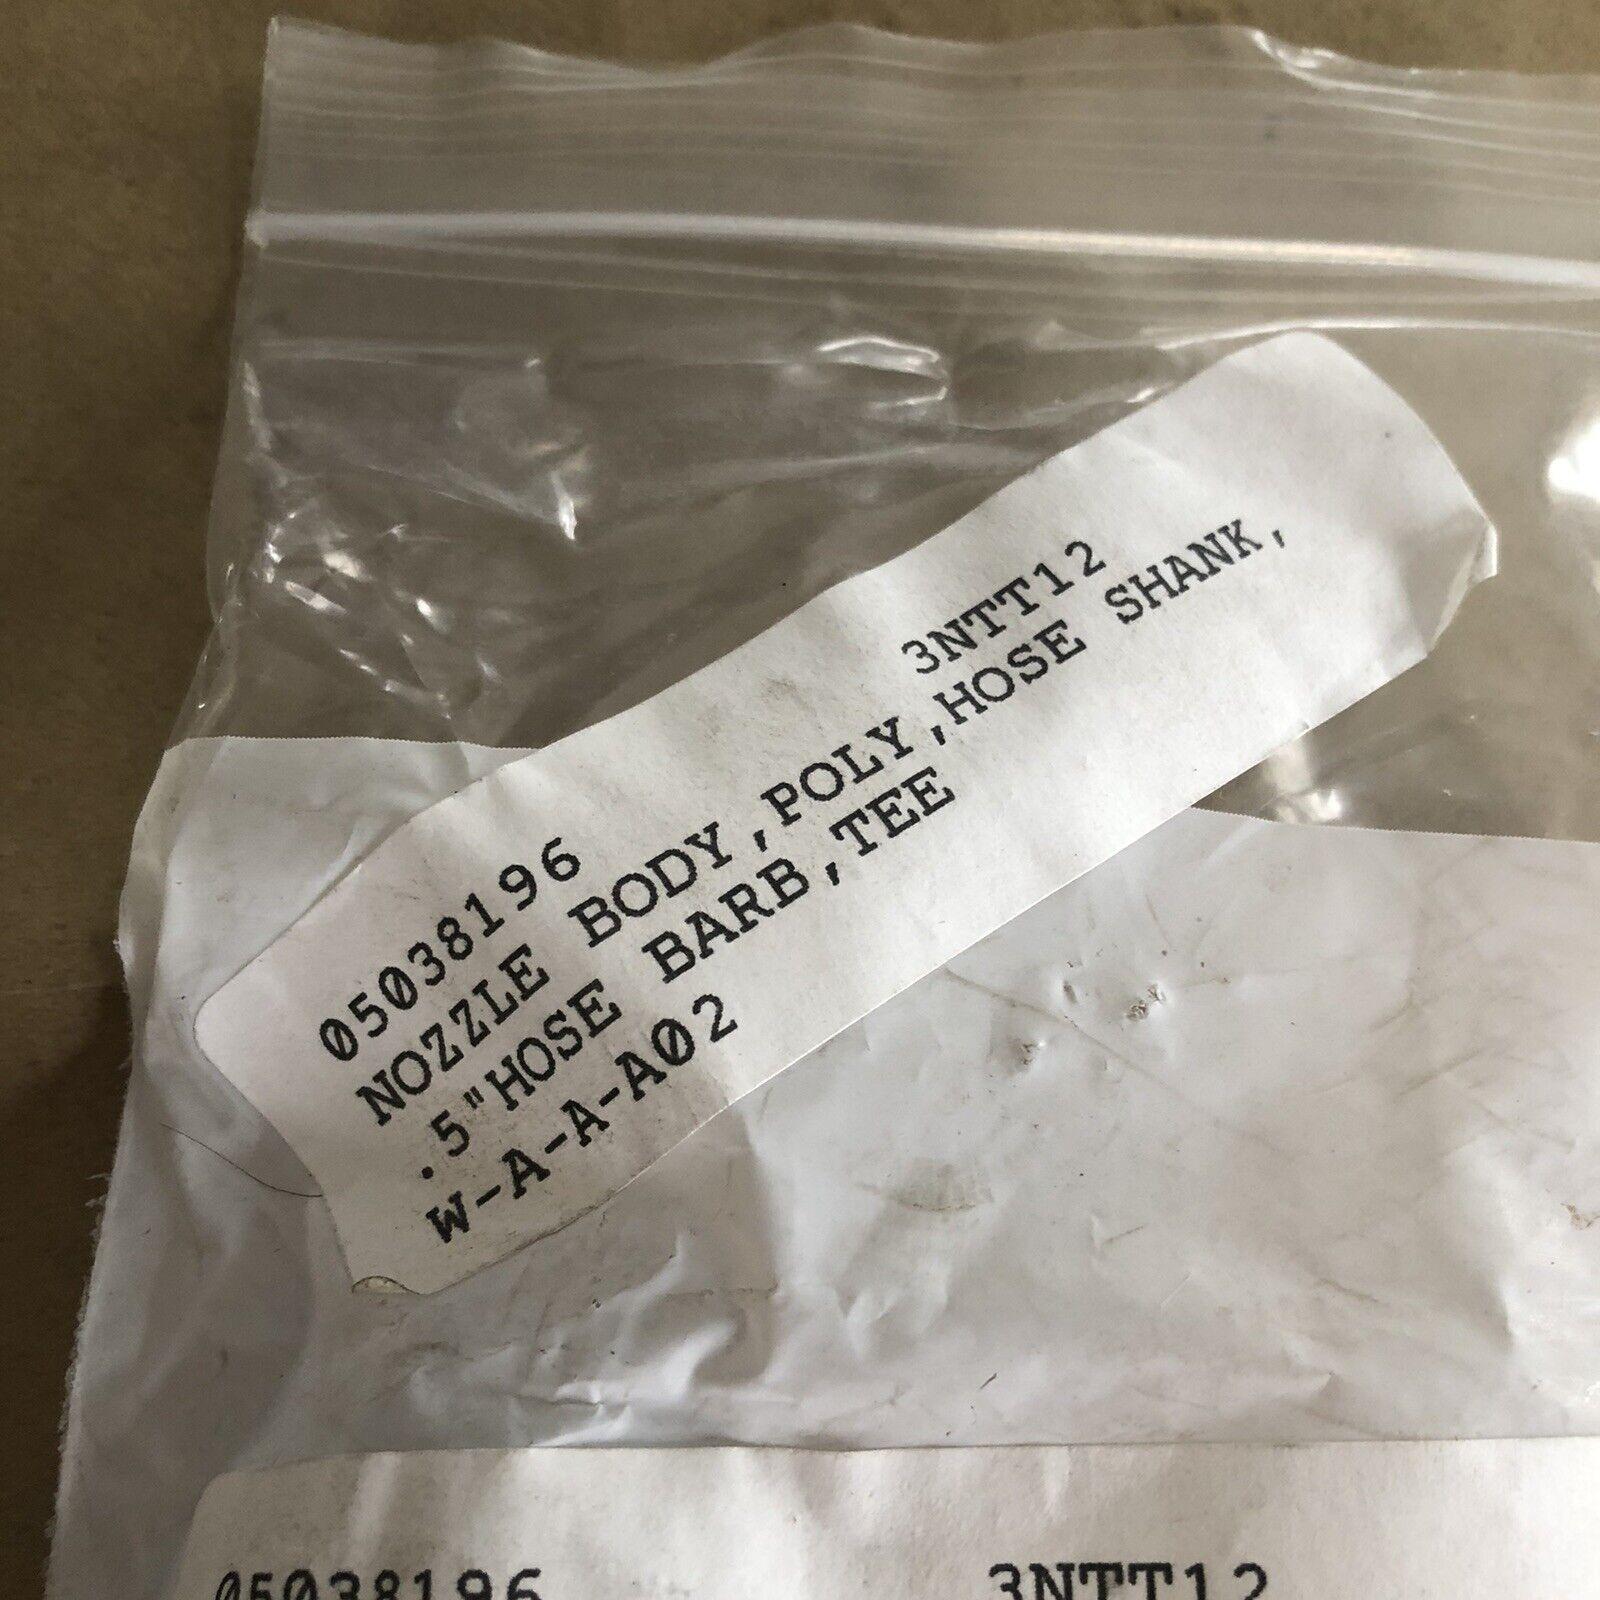 05038196 3NTT12
NOZZLE BODY,POLY,HOSE SHANK,
.5"HOSE BARB,TEE
W-A-A-A02
05038196 3NTT12